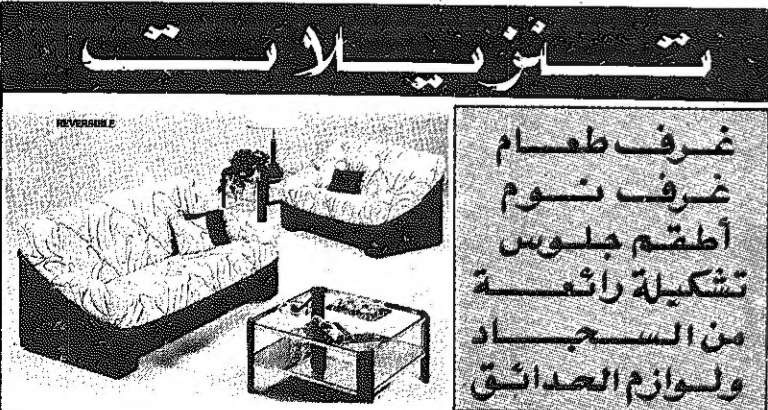 تنزيلات
REVERSIBLE
غرف طعام
غرف نوم
أطقم جلوس
تشكيلة رائعة
من السجاد
ولوازم الحدائق